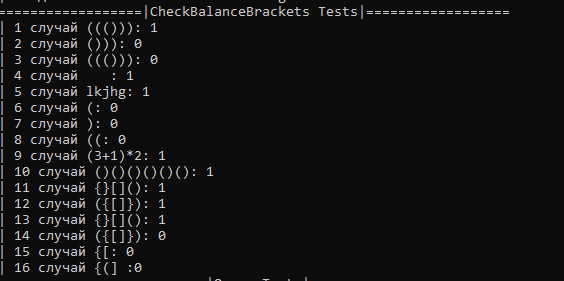 ==================|CheckBalanceBrackets Tests|==================
| 1 случай ((())): 1
| 2 случай ())): 0
| 3 случай ((())): 0
| 4 случай    : 1
| 5 случай lkjhg: 1
| 6 случай (: 0
| 7 случай ): 0
| 8 случай ((: 0
| 9 случай (3+1)*2: 1
| 10 случай ()()()()()(): 1
| 11 случай {}[](): 1
| 12 случай ({[]}): 1
| 13 случай {}[](): 1
| 14 случай ({[]}): 0
| 15 случай {[: 0
| 16 случай {(] :0